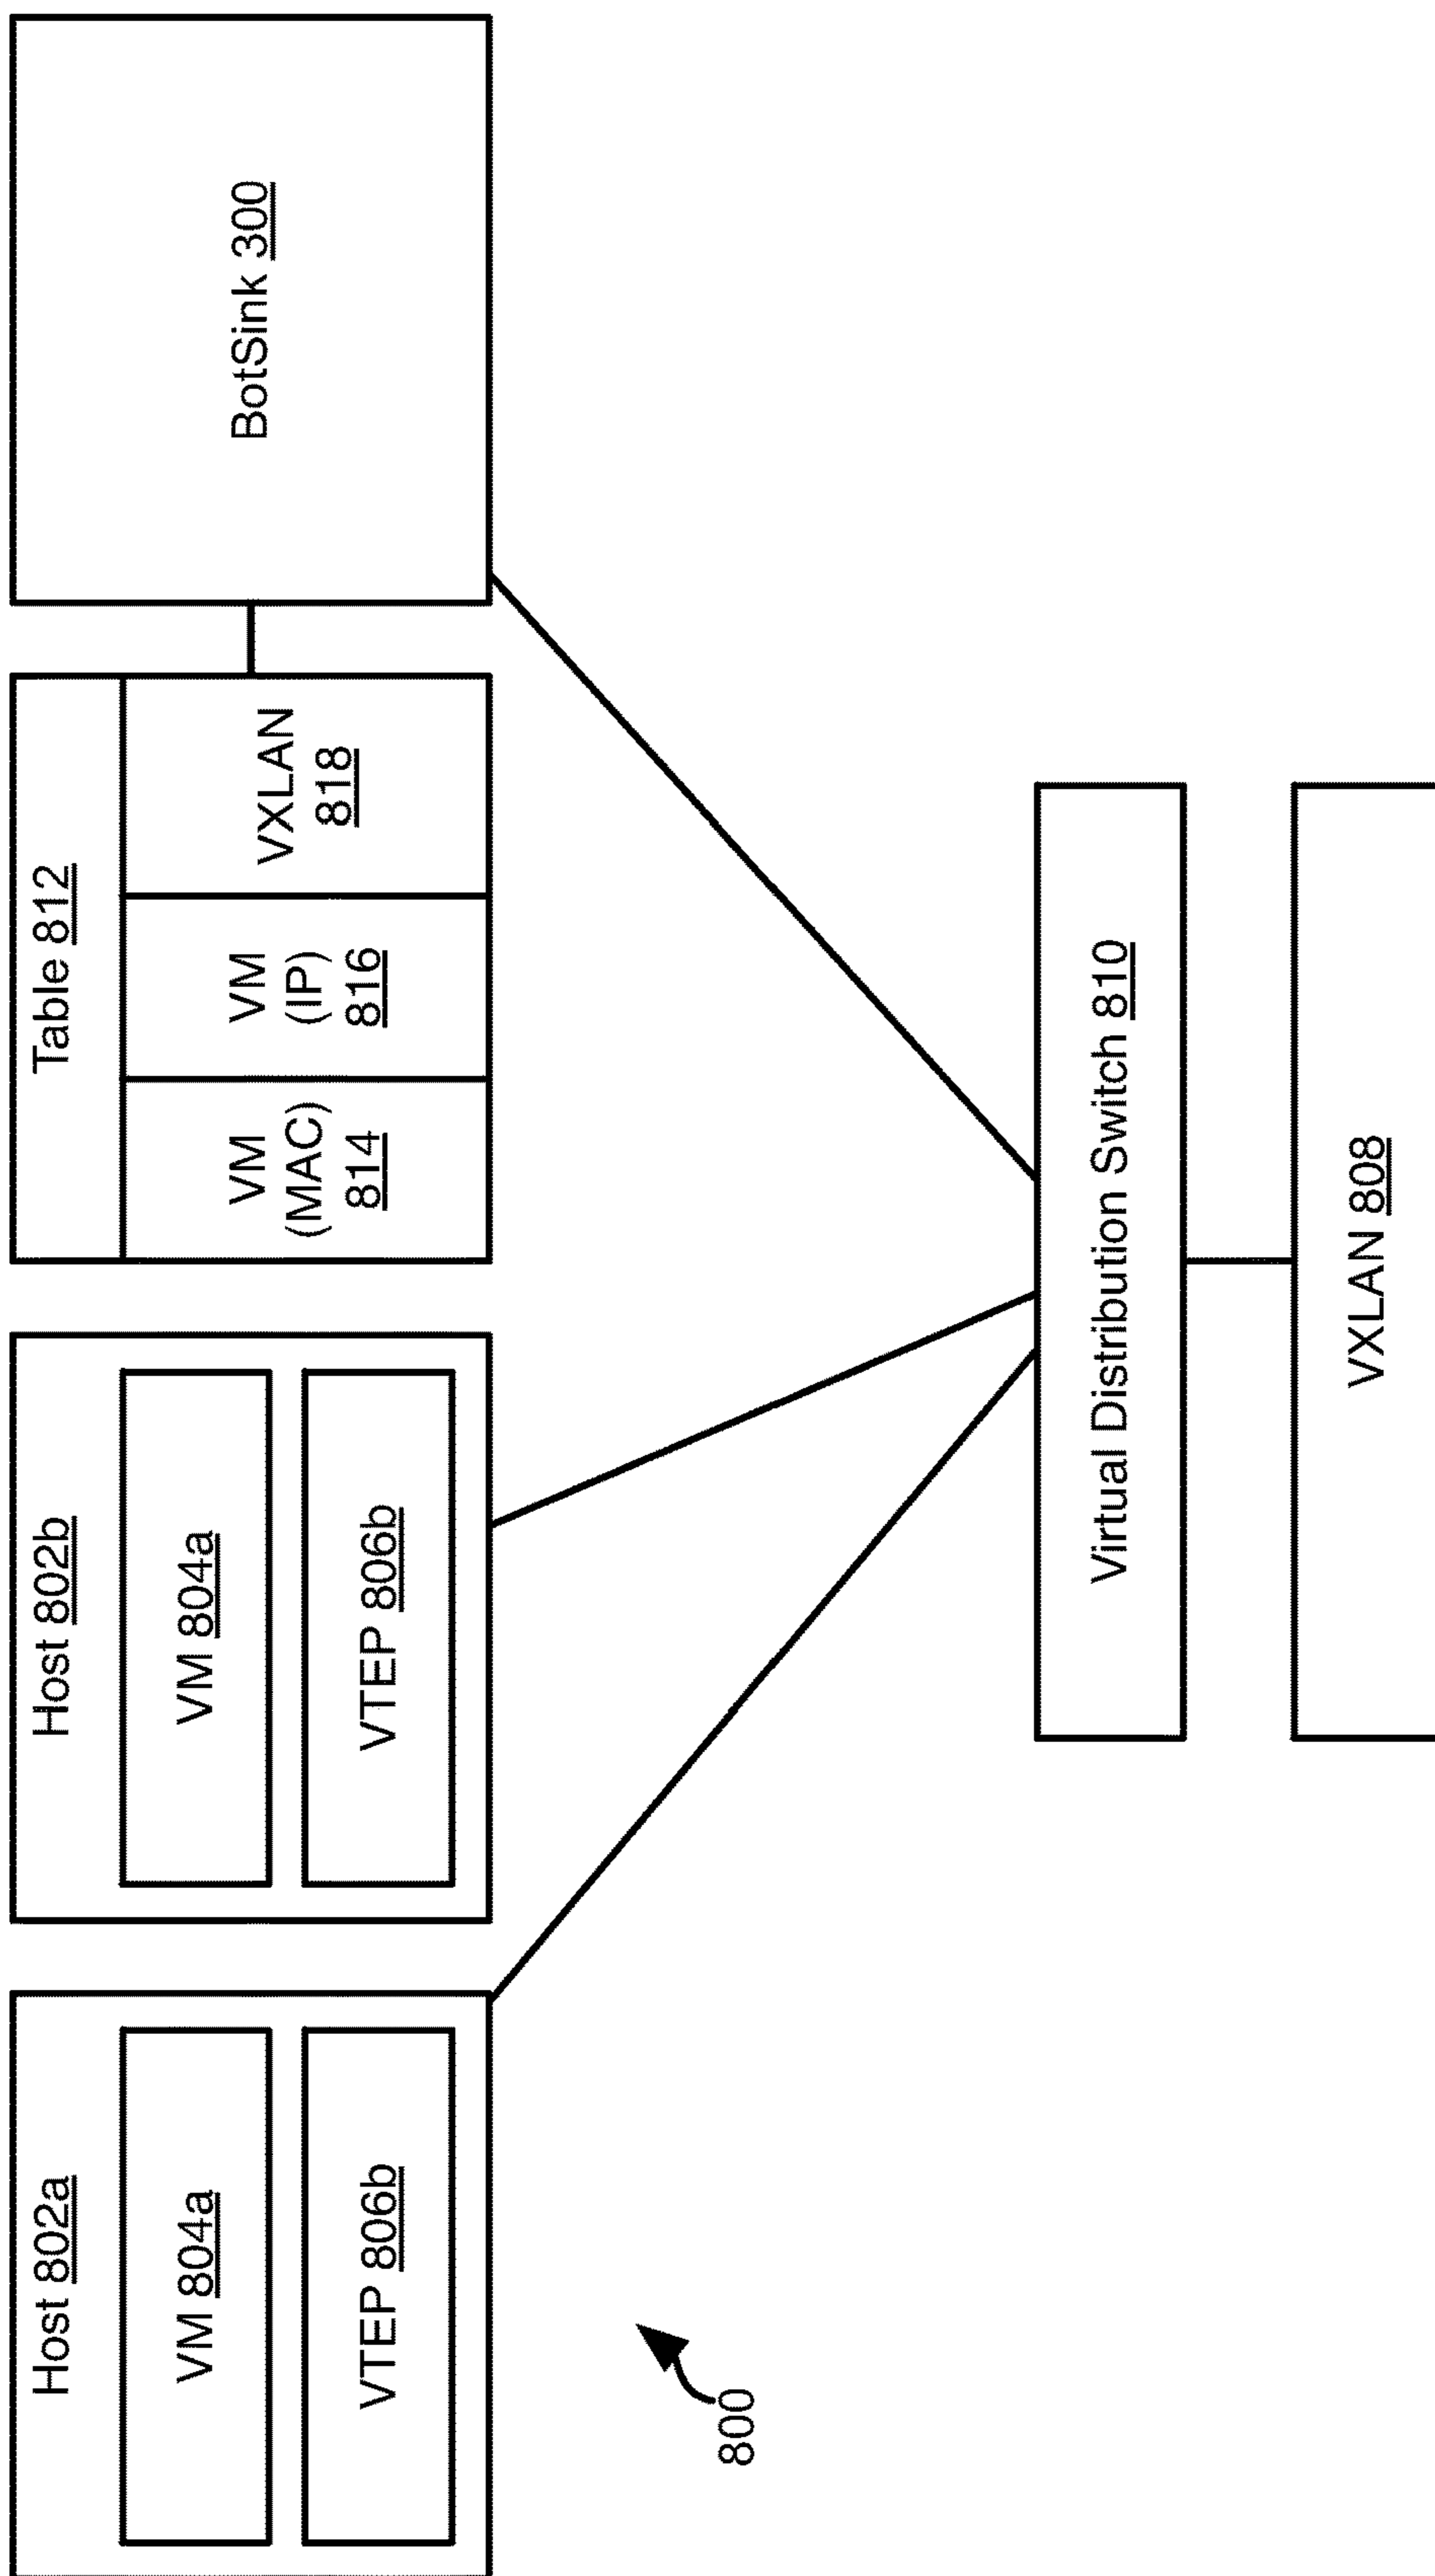 Host 802a
VM 804a
VTEP 806b
Host 802b
VM 804a
VTEP 806b
Table 812
VM
(MAC)
814
VM
(IP)
816
VXLAN
818
BotSink 300
800
Virtual Distribution Switch 810
VXLAN 808